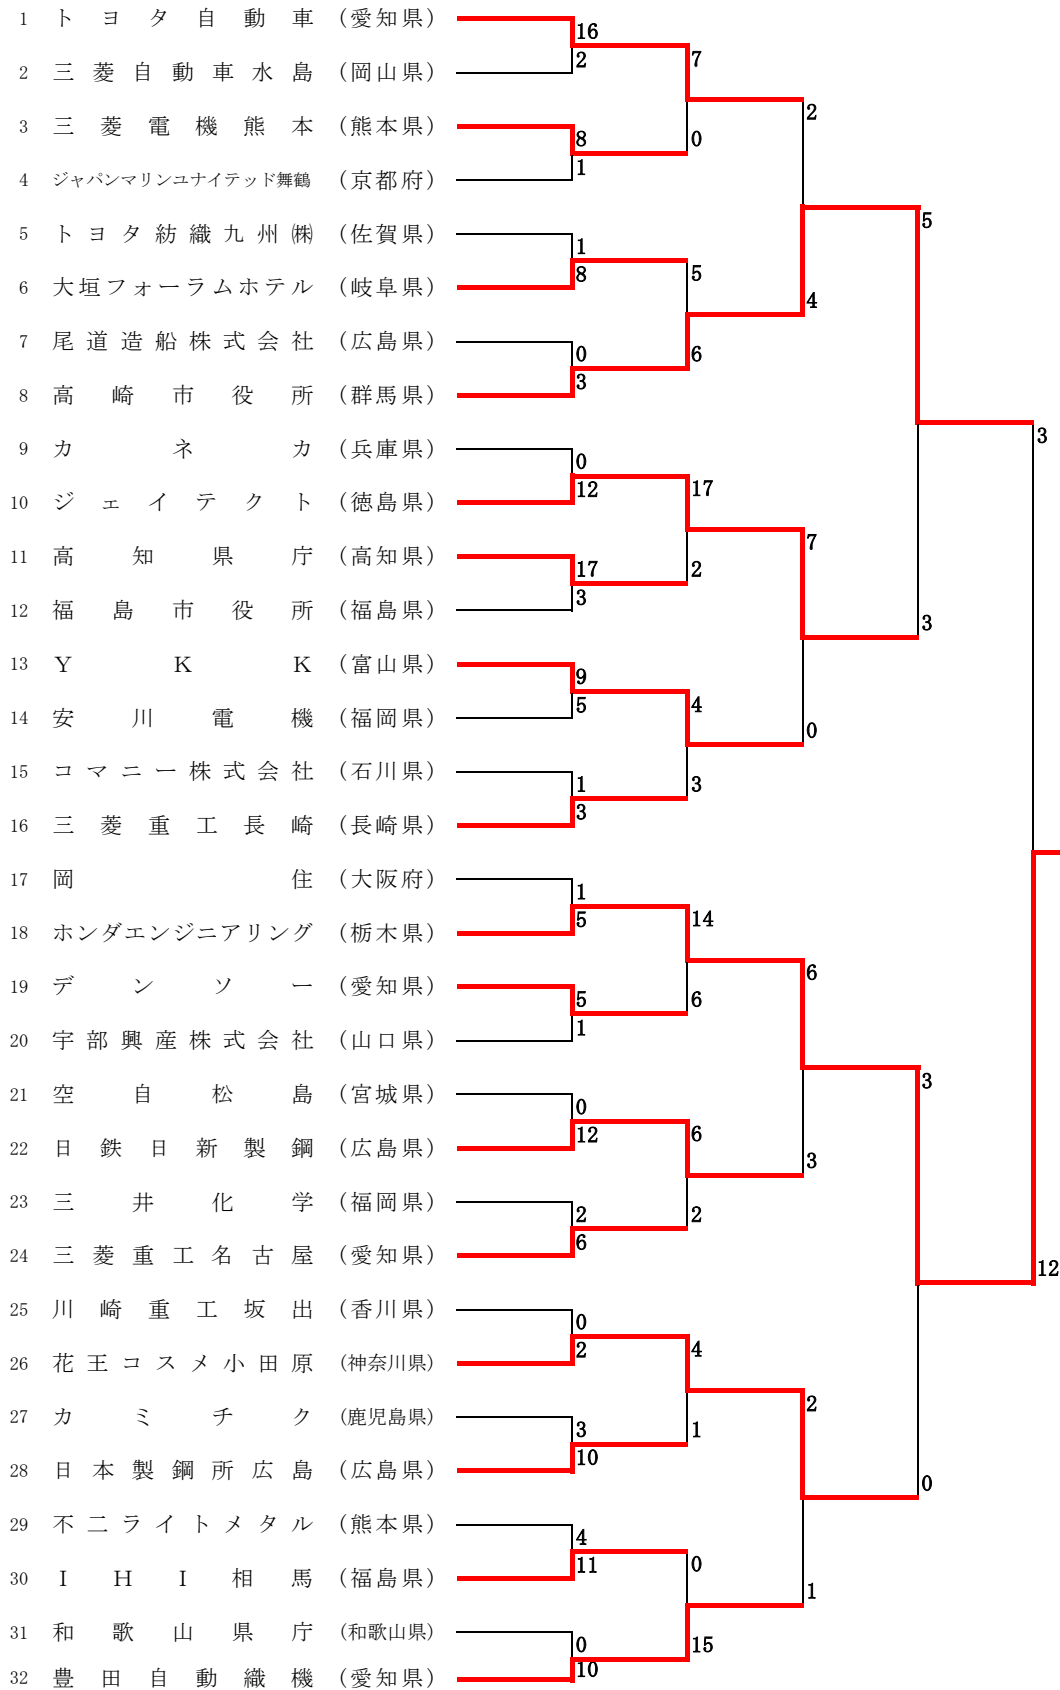 1 トヨタ自動車 (愛知県) 16
2 三菱自動車水島 (岡山県) 2
7
3 三菱電機熊本 (熊本県) 8
0
4 ジャパンマリンユナイテッド舞鶴 (京都府) 1
2
5 トヨタ紡織九州㈱ (佐賀県) 1
5
6 大垣フォーラムホテル (岐阜県) 8
4
7 尾道造船株式会社 (広島県) 0
6
8 高崎市役所 (群馬県) 3
5
9 カネカ (兵庫県) 0
17
10 ジェイテクト (徳島県) 12
7
11 高知県庁 (高知県) 17
2
12 福島市役所 (福島県) 3
3
13 YKK (富山県) 9
4
14 安川電機 (福岡県) 5
0
15 コマニー株式会社 (石川県) 1
3
16 三菱重工長崎 (長崎県) 3
3
17 岡住 (大阪府) 1
14
18 ホンダエンジニアリング (栃木県) 5
6
19 デンソー (愛知県) 5
6
20 宇部興産株式会社 (山口県) 1
3
21 空自松島 (宮城県) 0
6
22 日鉄日新製鋼 (広島県) 12
3
23 三井化学 (福岡県) 2
2
24 三菱重工名古屋 (愛知県) 6
12
25 川崎重工坂出 (香川県) 0
4
26 花王コスメ小田原 (神奈川県) 2
2
27 カミチク (鹿児島県) 3
1
28 日本製鋼所広島 (広島県) 10
0
29 不二ライトメタル (熊本県) 4
0
30 IHI相馬 (福島県) 11
1
31 和歌山県庁 (和歌山県) 0
15
32 豊田自動織機 (愛知県) 10